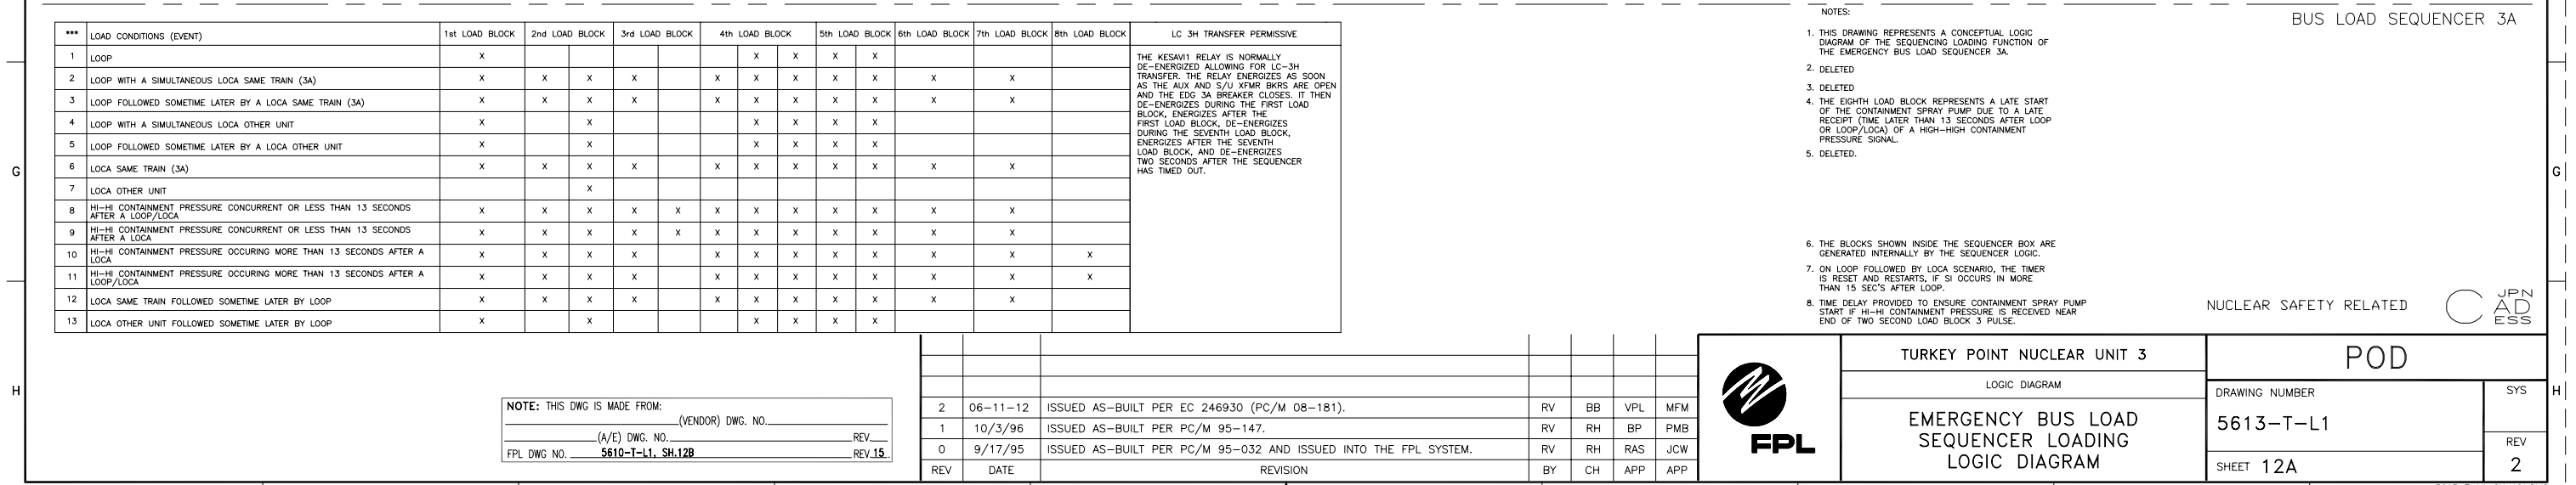 NOTES:
BUS LOAD SEQUENCER 3A
*** LOAD CONDITIONS (EVENT) 1st LOAD BLOCK 2nd LOAD BLOCK 3rd LOAD BLOCK 4th LOAD BLOCK 5th LOAD BLOCK 6th LOAD BLOCK 7th LOAD BLOCK 8th LOAD BLOCK LC 3H TRANSFER PERMISSIVE
1 LOOP X X X X X
2 LOOP WITH A SIMULTANEOUS LOCA SAME TRAIN (3A) X X X X X X X X X X X
3 LOOP FOLLOWED SOMETIME LATER BY A LOCA SAME TRAIN (3A) X X X X X X X X X X X
4 LOOP WITH A SIMULTANEOUS LOCA OTHER UNIT X X X X X X
5 LOOP FOLLOWED SOMETIME LATER BY A LOCA OTHER UNIT X X X X X X
6 LOCA SAME TRAIN (3A) X X X X X X X X X X X
7 LOCA OTHER UNIT X
8 HI-HI CONTAINMENT PRESSURE CONCURRENT OR LESS THAN 13 SECONDS
AFTER A LOOP/LOCA X X X X X X X X X X X X
9 HI-HI CONTAINMENT PRESSURE CONCURRENT OR LESS THAN 13 SECONDS
AFTER A LOCA X X X X X X X X X X X X
10 HI-HI CONTAINMENT PRESSURE OCCURING MORE THAN 13 SECONDS AFTER A
LOCA X X X X X X X X X X X X
11 HI-HI CONTAINMENT PRESSURE OCCURING MORE THAN 13 SECONDS AFTER A
LOOP/LOCA X X X X X X X X X X X X
12 LOCA SAME TRAIN FOLLOWED SOMETIME LATER BY LOOP X X X X X X X X X X X
13 LOCA OTHER UNIT FOLLOWED SOMETIME LATER BY LOOP X X X X X X
THE KESAVI1 RELAY IS NORMALLY
DE-ENERGIZED ALLOWING FOR LC-3H
TRANSFER. THE RELAY ENERGIZES AS SOON
AS THE AUX AND S/U XFMR BKRS ARE OPEN
AND THE EDG 3A BREAKER CLOSES. IT THEN
DE-ENERGIZES DURING THE FIRST LOAD
BLOCK, ENERGIZES AFTER THE
FIRST LOAD BLOCK, DE-ENERGIZES
DURING THE SEVENTH LOAD BLOCK,
ENERGIZES AFTER THE SEVENTH
LOAD BLOCK, AND DE-ENERGIZES
TWO SECONDS AFTER THE SEQUENCER
HAS TIMED OUT.
1. THIS DRAWING REPRESENTS A CONCEPTUAL LOGIC
DIAGRAM OF THE SEQUENCING LOADING FUNCTION OF
THE EMERGENCY BUS LOAD SEQUENCER 3A.
2. DELETED
3. DELETED
4. THE EIGHTH LOAD BLOCK REPRESENTS A LATE START
OF THE CONTAINMENT SPRAY PUMP DUE TO A LATE
RECEIPT (TIME LATER THAN 13 SECONDS AFTER LOOP
OR LOOP/LOCA) OF A HIGH-HIGH CONTAINMENT
PRESSURE SIGNAL.
5. DELETED.
6. THE BLOCKS SHOWN INSIDE THE SEQUENCER BOX ARE
GENERATED INTERNALLY BY THE SEQUENCER LOGIC.
7. ON LOOP FOLLOWED BY LOCA SCENARIO, THE TIMER
IS RESET AND RESTARTS, IF SI OCCURS IN MORE
THAN 15 SEC'S AFTER LOOP.
8. TIME DELAY PROVIDED TO ENSURE CONTAINMENT SPRAY PUMP
START IF HI-HI CONTAINMENT PRESSURE IS RECEIVED NEAR
END OF TWO SECOND LOAD BLOCK 3 PULSE.
NUCLEAR SAFETY RELATED
C
JPN
AD
ESS
G
G
H
H
NOTE: THIS DWG IS MADE FROM:
(VENDOR) DWG. NO.
(A/E) DWG. NO. REV.
FPL DWG NO. 5610-T-L1, SH.12B REV.15
2 06-11-12 ISSUED AS-BUILT PER EC 246930 (PC/M 08-181). RV BB VPL MFM
1 10/3/96 ISSUED AS-BUILT PER PC/M 95-147. RV RH BP PMB
0 9/17/95 ISSUED AS-BUILT PER PC/M 95-032 AND ISSUED INTO THE FPL SYSTEM. RV RH RAS JCW
REV DATE REVISION BY CH APP APP
FPL
TURKEY POINT NUCLEAR UNIT 3
LOGIC DIAGRAM
EMERGENCY BUS LOAD
SEQUENCER LOADING
LOGIC DIAGRAM
POD
DRAWING NUMBER
5613-T-L1
SHEET 12A
SYS
REV
2